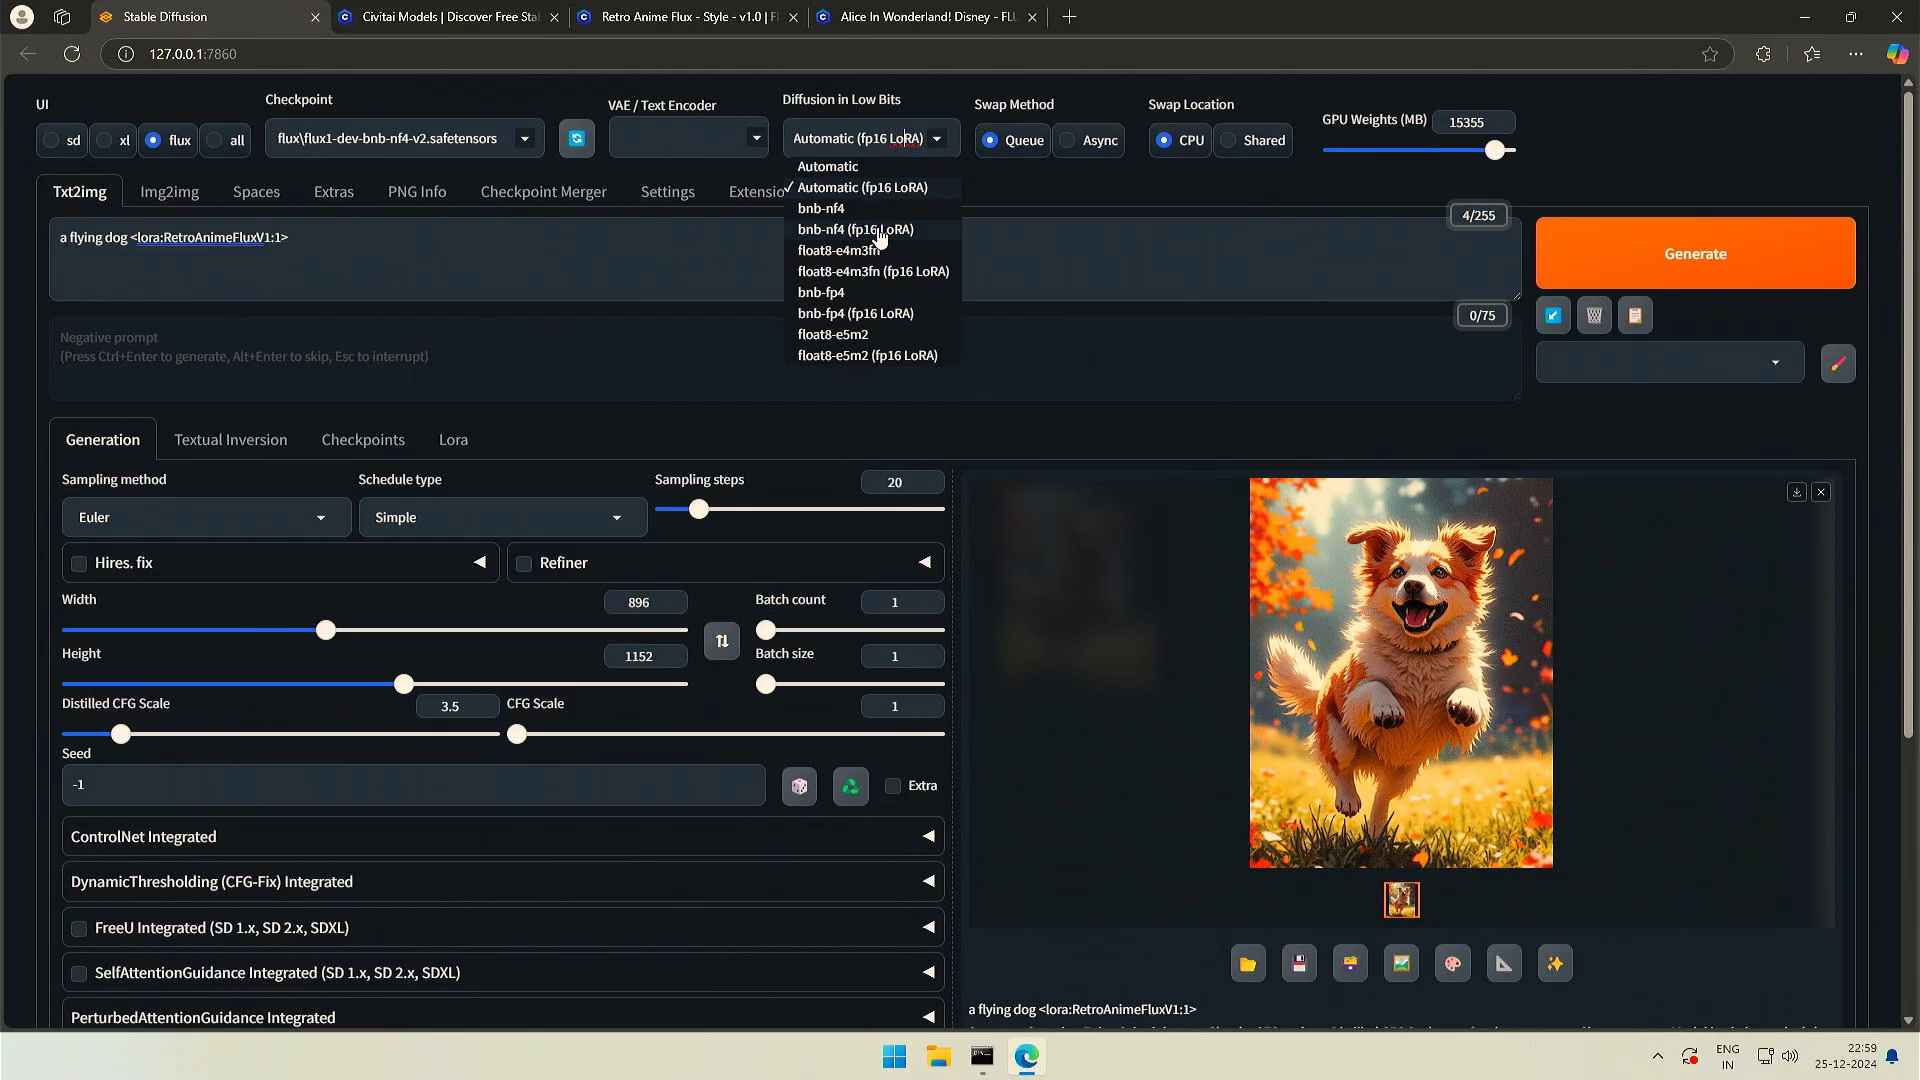 Stable Diffusion
Civitai Models | Discover Free Sta
Retro Anime Flux - Style - v1.0 | F
Alice In Wonderland! Disney - FLU
127.0.0.1:7860
UI
sd
xl
flux
all
Checkpoint
flux\flux1-dev-bnb-nf4-v2.safetensors
VAE / Text Encoder
Diffusion in Low Bits
Automatic (fp16 LoRA)
Swap Method
Queue
Async
Swap Location
CPU
Shared
GPU Weights (MB)
15355
Automatic
✓ Automatic (fp16 LoRA)
bnb-nf4
bnb-nf4 (fp16 LoRA)
float8-e4m3fn
float8-e4m3fn (fp16 LoRA)
bnb-fp4
bnb-fp4 (fp16 LoRA)
float8-e5m2
float8-e5m2 (fp16 LoRA)
Txt2img
Img2img
Spaces
Extras
PNG Info
Checkpoint Merger
Settings
Extensio
a flying dog <lora:RetroAnimeFluxV1:1>
4/255
Generate
Negative prompt
(Press Ctrl+Enter to generate, Alt+Enter to skip, Esc to interrupt)
0/75
Generation
Textual Inversion
Checkpoints
Lora
Sampling method
Euler
Schedule type
Simple
Sampling steps
20
Hires. fix
Refiner
Width
896
Height
1152
Batch count
1
Batch size
1
Distilled CFG Scale
3.5
CFG Scale
1
Seed
-1
Extra
ControlNet Integrated
DynamicThresholding (CFG-Fix) Integrated
FreeU Integrated (SD 1.x, SD 2.x, SDXL)
SelfAttentionGuidance Integrated (SD 1.x, SD 2.x, SDXL)
PerturbedAttentionGuidance Integrated
a flying dog <lora:RetroAnimeFluxV1:1>
ENG
IN
22:59
25-12-2024